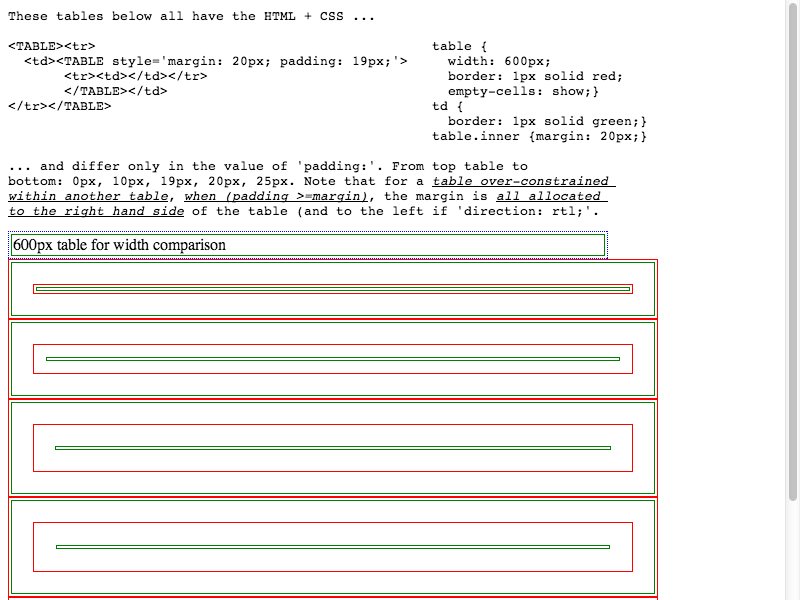 These tables below all have the HTML + CSS ...
<TABLE><tr> table {
<td><TABLE style='margin: 20px; padding: 19px;'> width: 600px;
<tr><td></td></tr> border: 1px solid red;
</TABLE></td> empty-cells: show;}
</tr></TABLE> td {
border: 1px solid green;}
table.inner {margin: 20px;}
... and differ only in the value of 'padding:'. From top table to
bottom: 0px, 10px, 19px, 20px, 25px. Note that for a table over-constrained
within another table, when (padding >=margin), the margin is all allocated
to the right hand side of the table (and to the left if 'direction: rtl;'.
600px table for width comparison